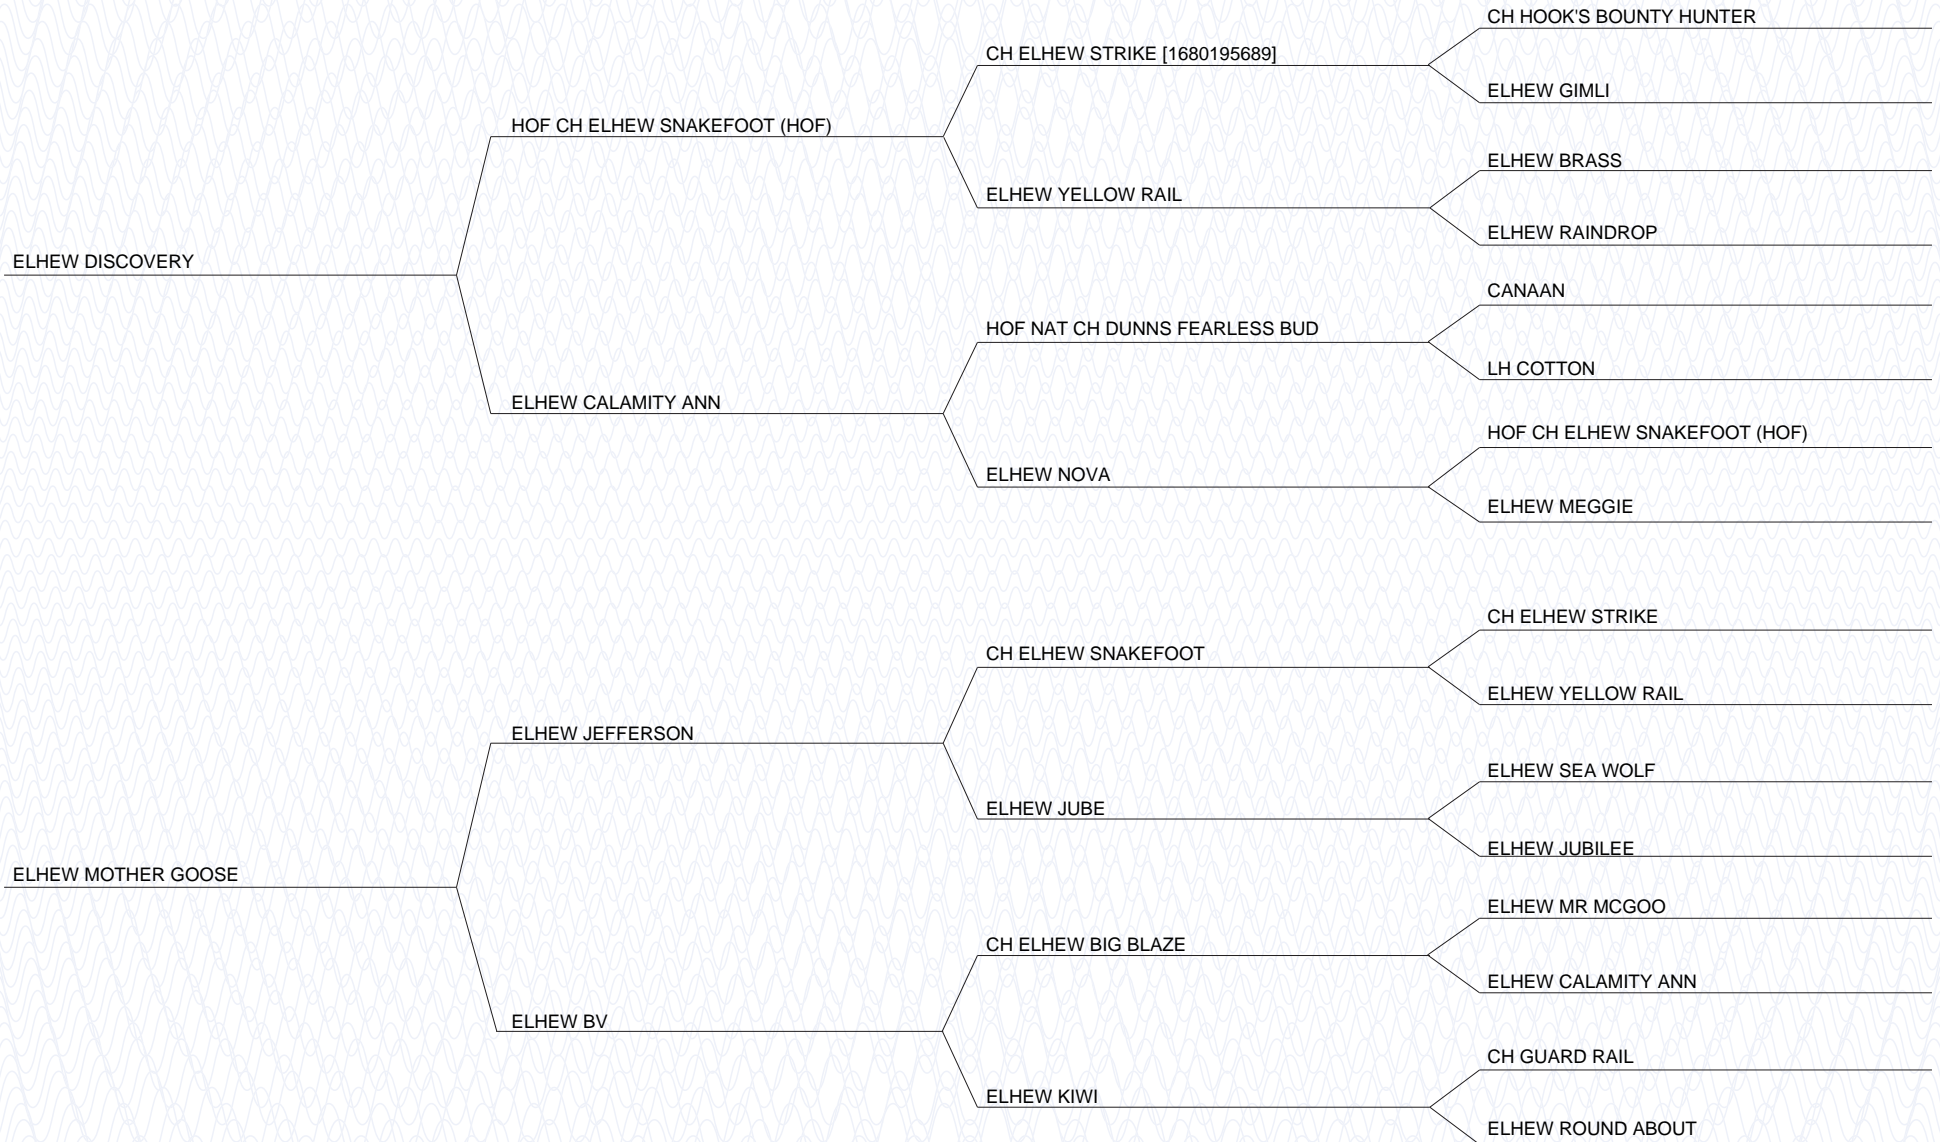 CH HOOK'S BOUNTY HUNTER
CH ELHEW STRIKE [1680195689]
ELHEW GIMLI
HOF CH ELHEW SNAKEFOOT (HOF)
ELHEW BRASS
ELHEW YELLOW RAIL
ELHEW RAINDROP
ELHEW DISCOVERY
CANAAN
HOF NAT CH DUNNS FEARLESS BUD
LH COTTON
ELHEW CALAMITY ANN
HOF CH ELHEW SNAKEFOOT (HOF)
ELHEW NOVA
ELHEW MEGGIE
CH ELHEW STRIKE
CH ELHEW SNAKEFOOT
ELHEW YELLOW RAIL
ELHEW JEFFERSON
ELHEW SEA WOLF
ELHEW JUBE
ELHEW JUBILEE
ELHEW MOTHER GOOSE
ELHEW MR MCGOO
CH ELHEW BIG BLAZE
ELHEW CALAMITY ANN
ELHEW BV
CH GUARD RAIL
ELHEW KIWI
ELHEW ROUND ABOUT